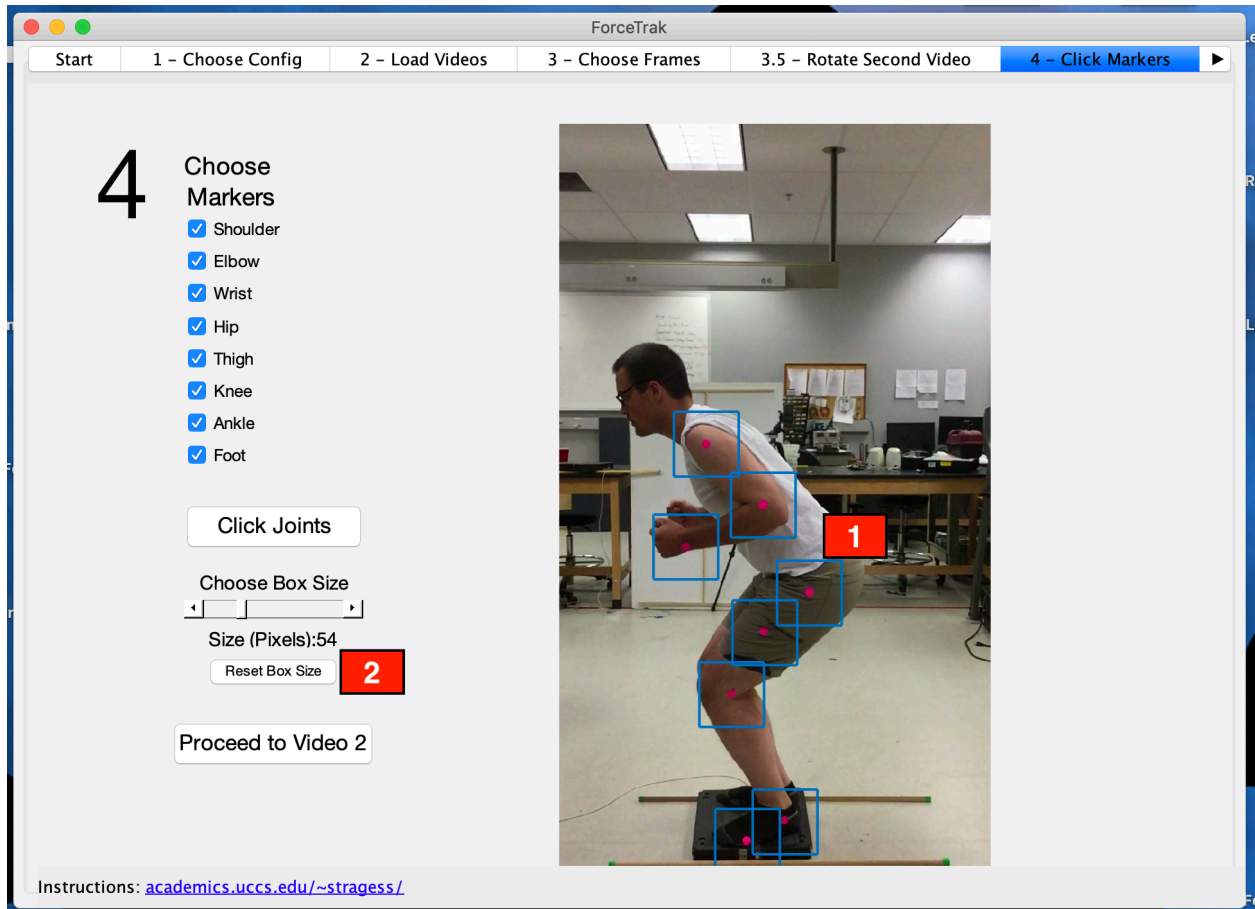 ForceTrak
Start
1 - Choose Config
2 - Load Videos
3 - Choose Frames
3.5 - Rotate Second Video
4 - Click Markers
4
Choose
Markers
Shoulder
Elbow
Wrist
Hip
Thigh
Knee
Ankle
Foot
Click Joints
Choose Box Size
Size (Pixels):54
Reset Box Size
2
Proceed to Video 2
1
Instructions: academics.uccs.edu/~stragess/